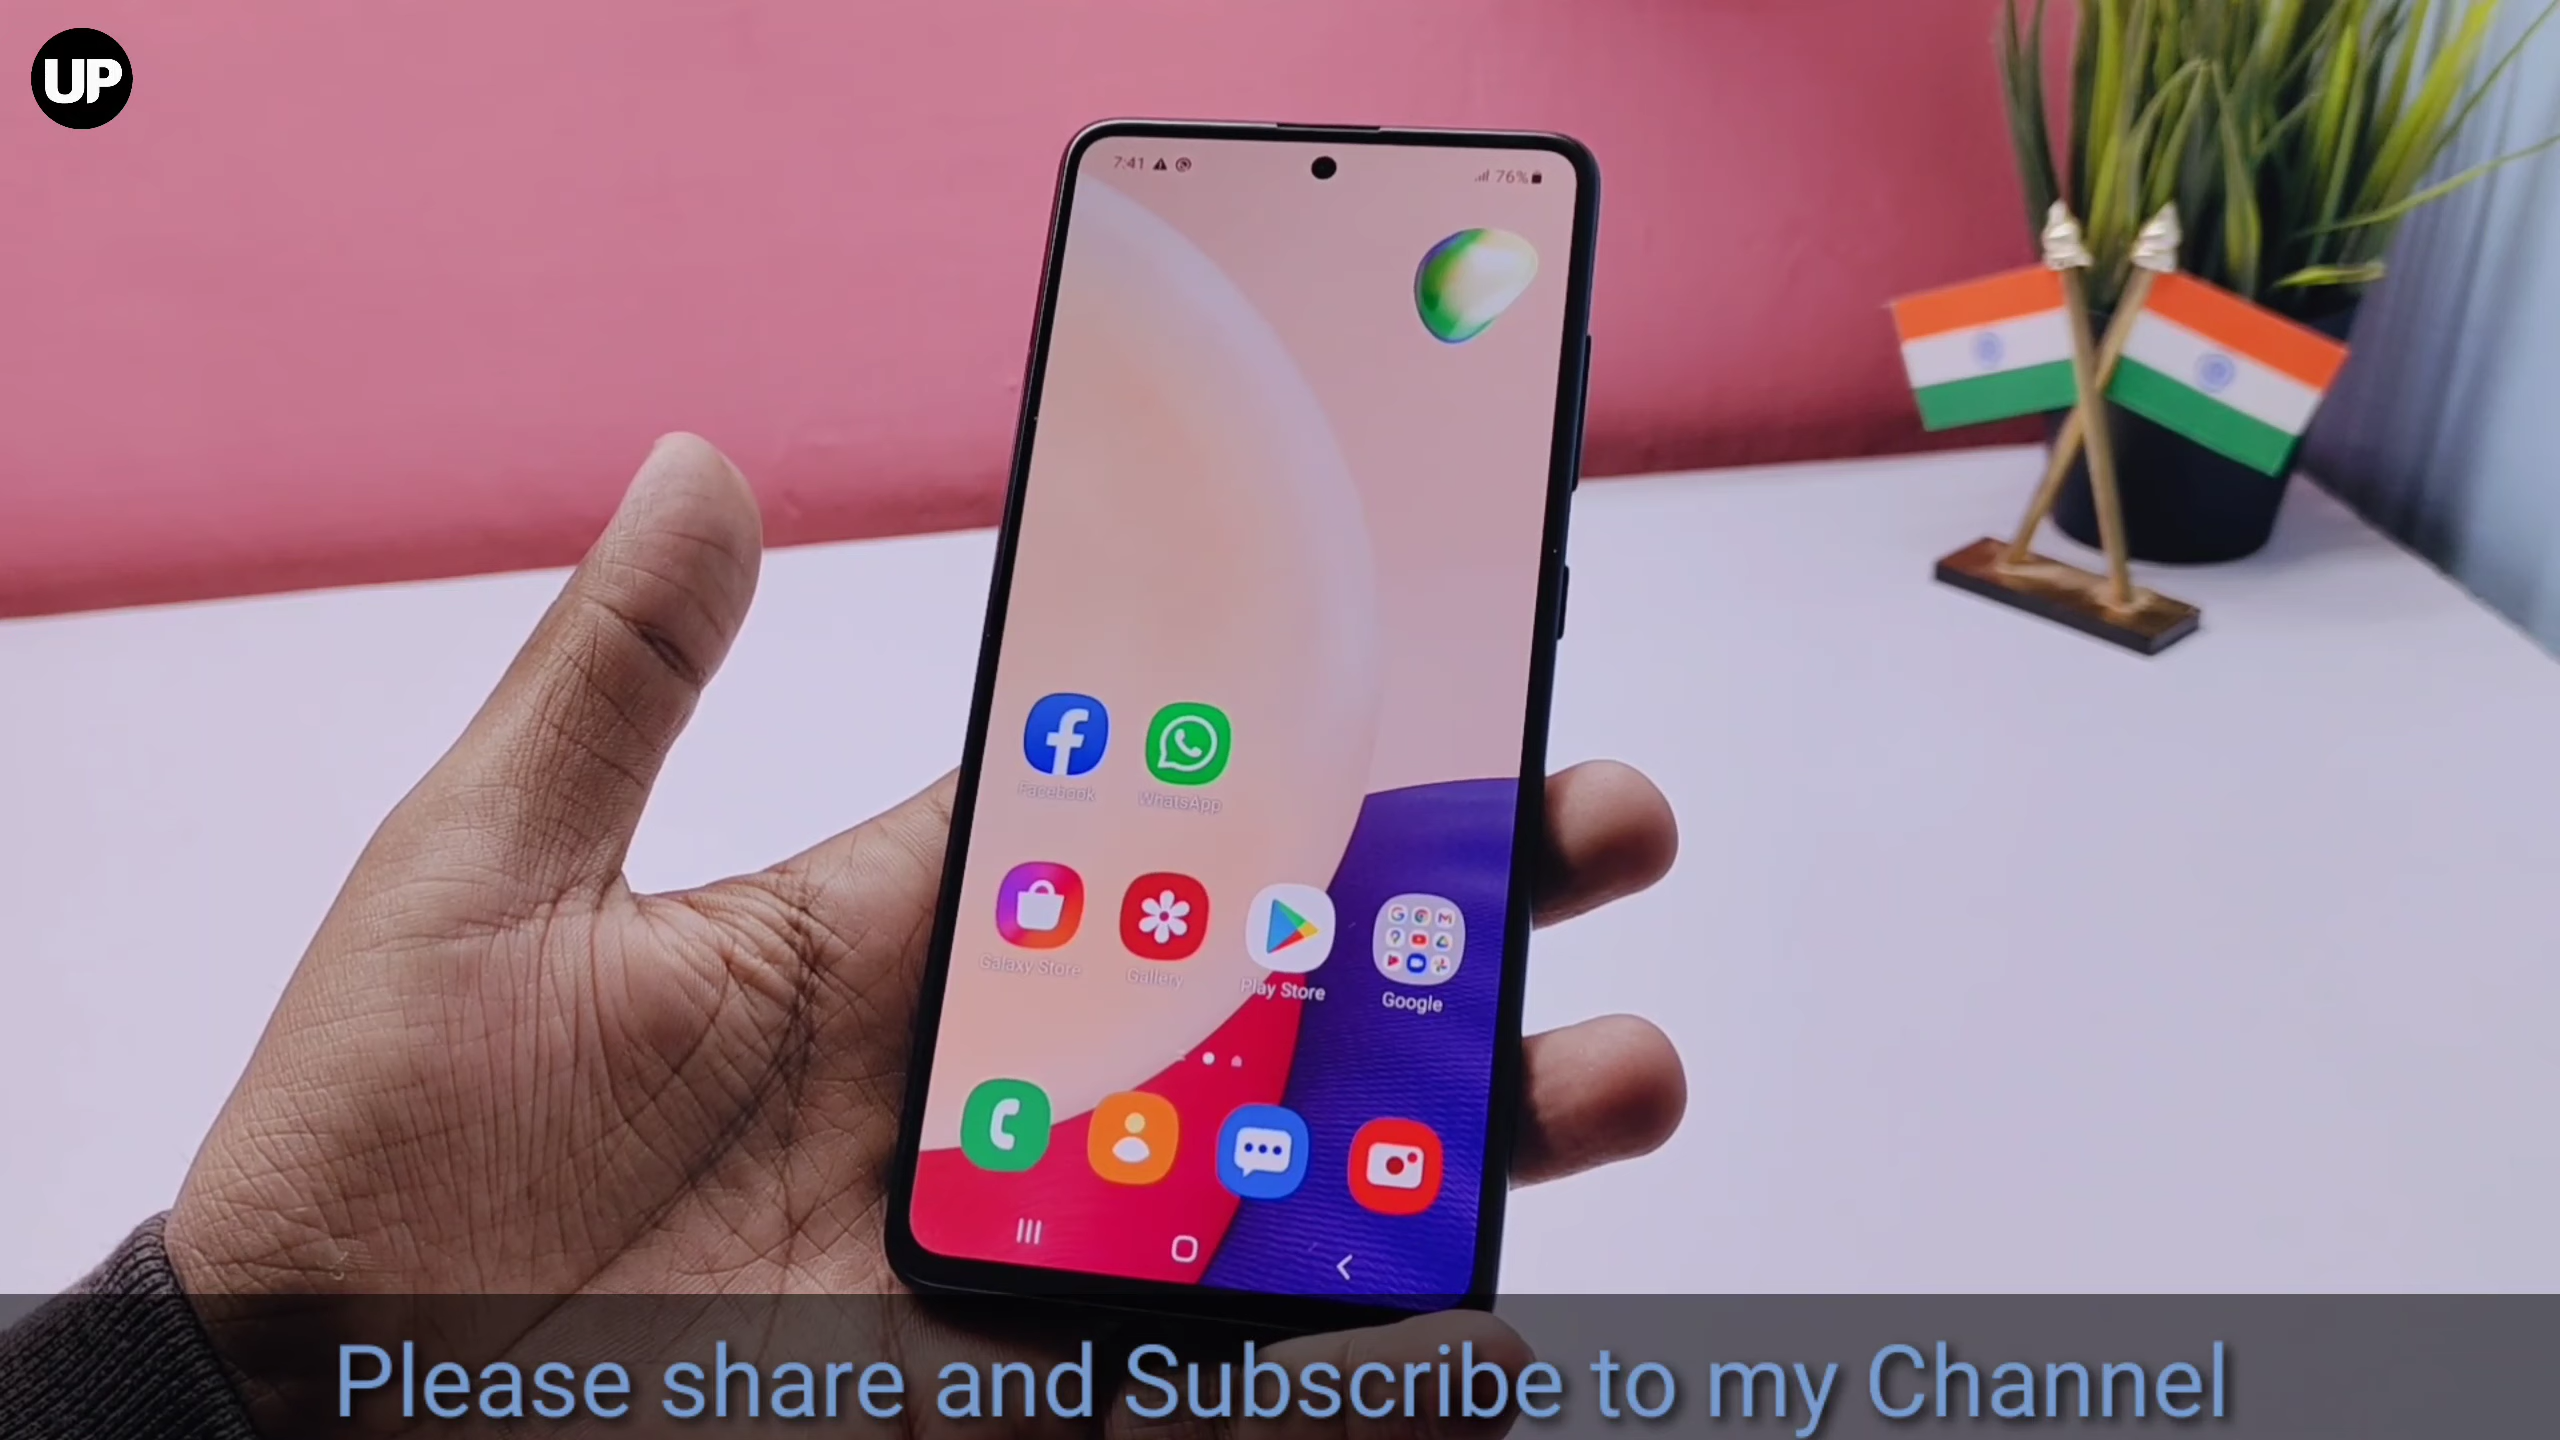 UP
7:41
76%
Facebook
WhatsApp
Galaxy Store
Gallery
Play Store
Google
Please share and Subscribe to my Channel